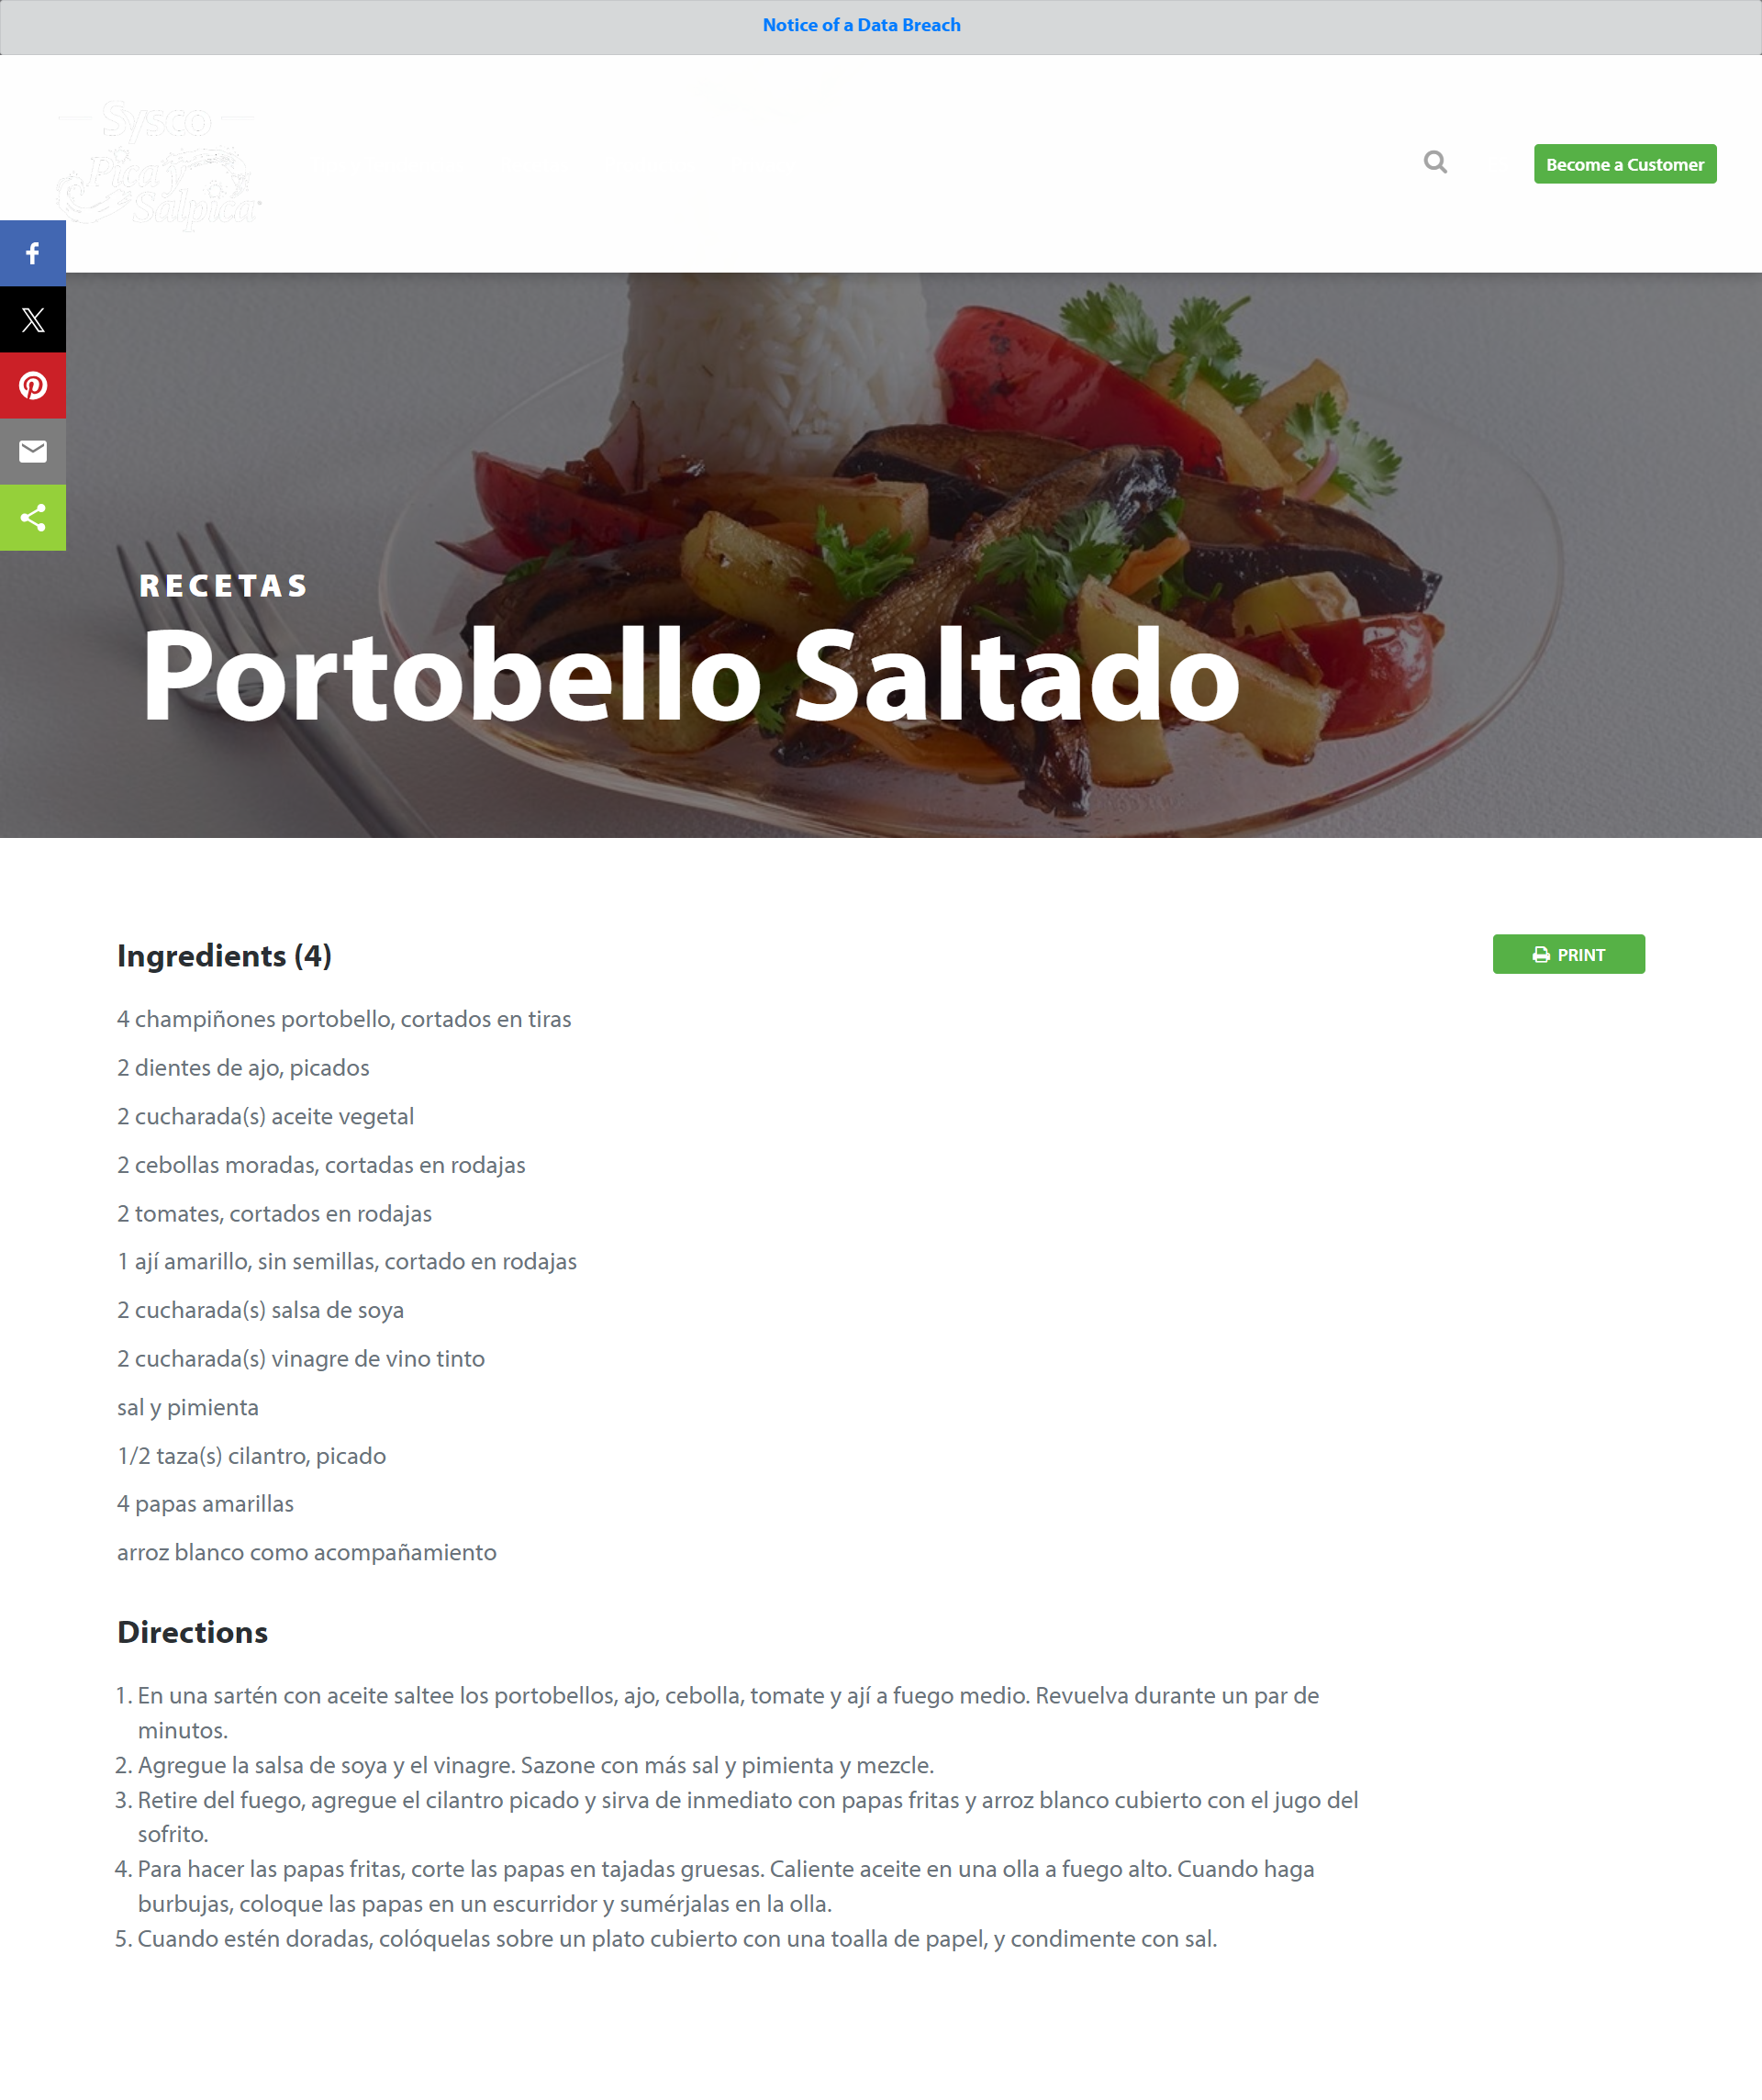 Notice of a Data Breach
Sysco
Pica y
Salpica
Become a Customer
RECETAS
Portobello Saltado
Ingredients (4)
PRINT
4 champiñones portobello, cortados en tiras
2 dientes de ajo, picados
2 cucharada(s) aceite vegetal
2 cebollas moradas, cortadas en rodajas
2 tomates, cortados en rodajas
1 ají amarillo, sin semillas, cortado en rodajas
2 cucharada(s) salsa de soya
2 cucharada(s) vinagre de vino tinto
sal y pimienta
1/2 taza(s) cilantro, picado
4 papas amarillas
arroz blanco como acompañamiento
Directions
1. En una sartén con aceite saltee los portobellos, ajo, cebolla, tomate y ají a fuego medio. Revuelva durante un par de
minutos.
2. Agregue la salsa de soya y el vinagre. Sazone con más sal y pimienta y mezcle.
3. Retire del fuego, agregue el cilantro picado y sirva de inmediato con papas fritas y arroz blanco cubierto con el jugo del
sofrito.
4. Para hacer las papas fritas, corte las papas en tajadas gruesas. Caliente aceite en una olla a fuego alto. Cuando haga
burbujas, coloque las papas en un escurridor y sumérjalas en la olla.
5. Cuando estén doradas, colóquelas sobre un plato cubierto con una toalla de papel, y condimente con sal.